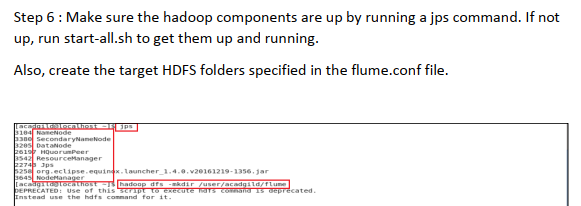 Step 6 : Make sure the hadoop components are up by running a jps command. If not
up, run start-all.sh to get them up and running.
Also, create the target HDFS folders specified in the flume.conf file.
[acadgild@localhost ~]$ jps
3104 NameNode
3380 SecondaryNameNode
3205 DataNode
26197 HQuorumPeer
3542 ResourceManager
22743 Jps
5258 org.eclipse.equinox.launcher_1.4.0.v20161219-1356.jar
3645 NodeManager
[acadgild@localhost ~]$ hadoop dfs -mkdir /user/acadgild/flume
DEPRECATED: Use of this script to execute hdfs command is deprecated.
Instead use the hdfs command for it.